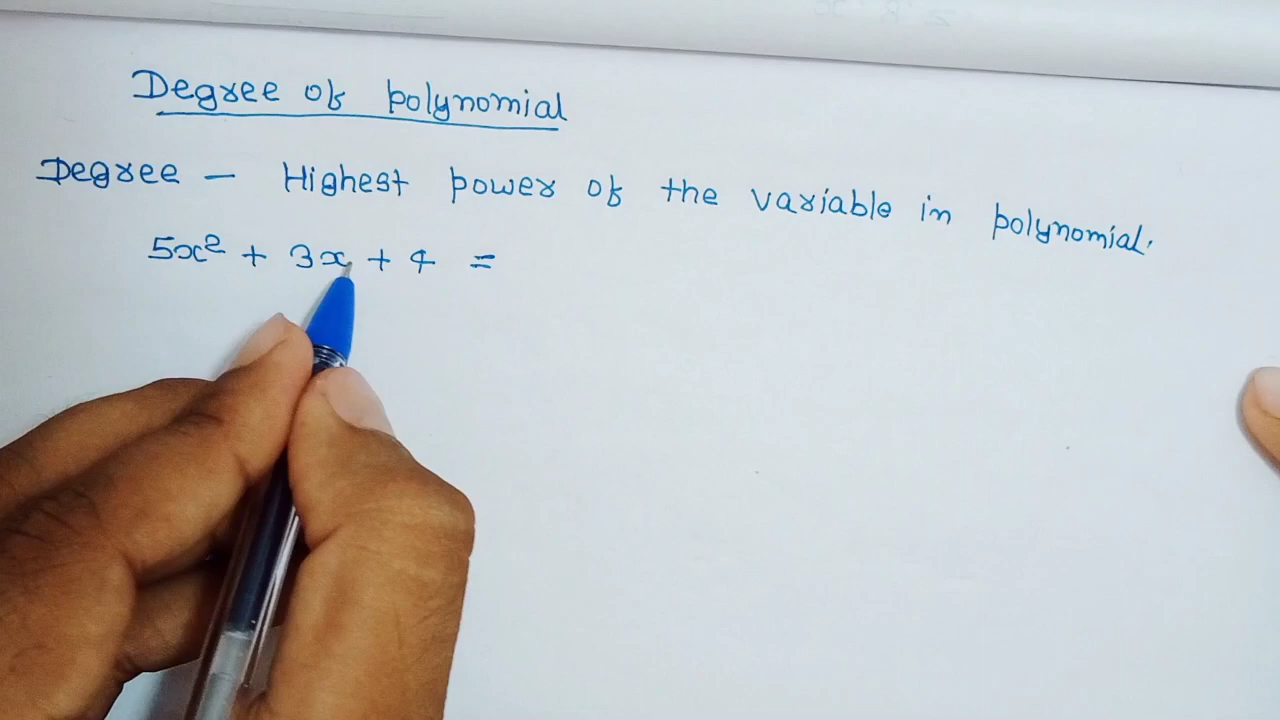 Degree of polynomial
Degree - Highest power of the variable in polynomial.
5x² + 3x + 4 =